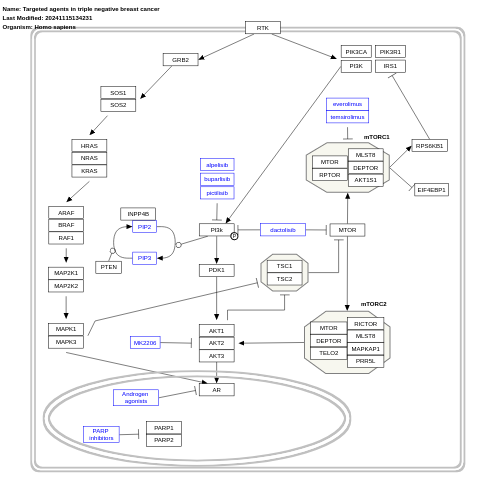 Name: Targeted agents in triple negative breast cancer
Last Modified: 20241115134231
Organism: Homo sapiens
RTK
GRB2
PIK3CA
PIK3R1
PI3K
IRS1
SOS1
SOS2
everolimus
temsirolimus
mTORC1
HRAS
NRAS
KRAS
MTOR
RPTOR
MLST8
DEPTOR
AKT1S1
RPS6KB1
EIF4EBP1
alpelisib
buparlisib
pictilisib
ARAF
BRAF
RAF1
INPP4B
PIP2
PIP3
PTEN
PI3k
P
dactolisib
MTOR
PDK1
TSC1
TSC2
MAP2K1
MAP2K2
mTORC2
MAPK1
MAPK3
MK2206
AKT1
AKT2
AKT3
MTOR
DEPTOR
TELO2
RICTOR
MLST8
MAPKAP1
PRR5L
Androgen
agonists
AR
PARP
inhibitors
PARP1
PARP2